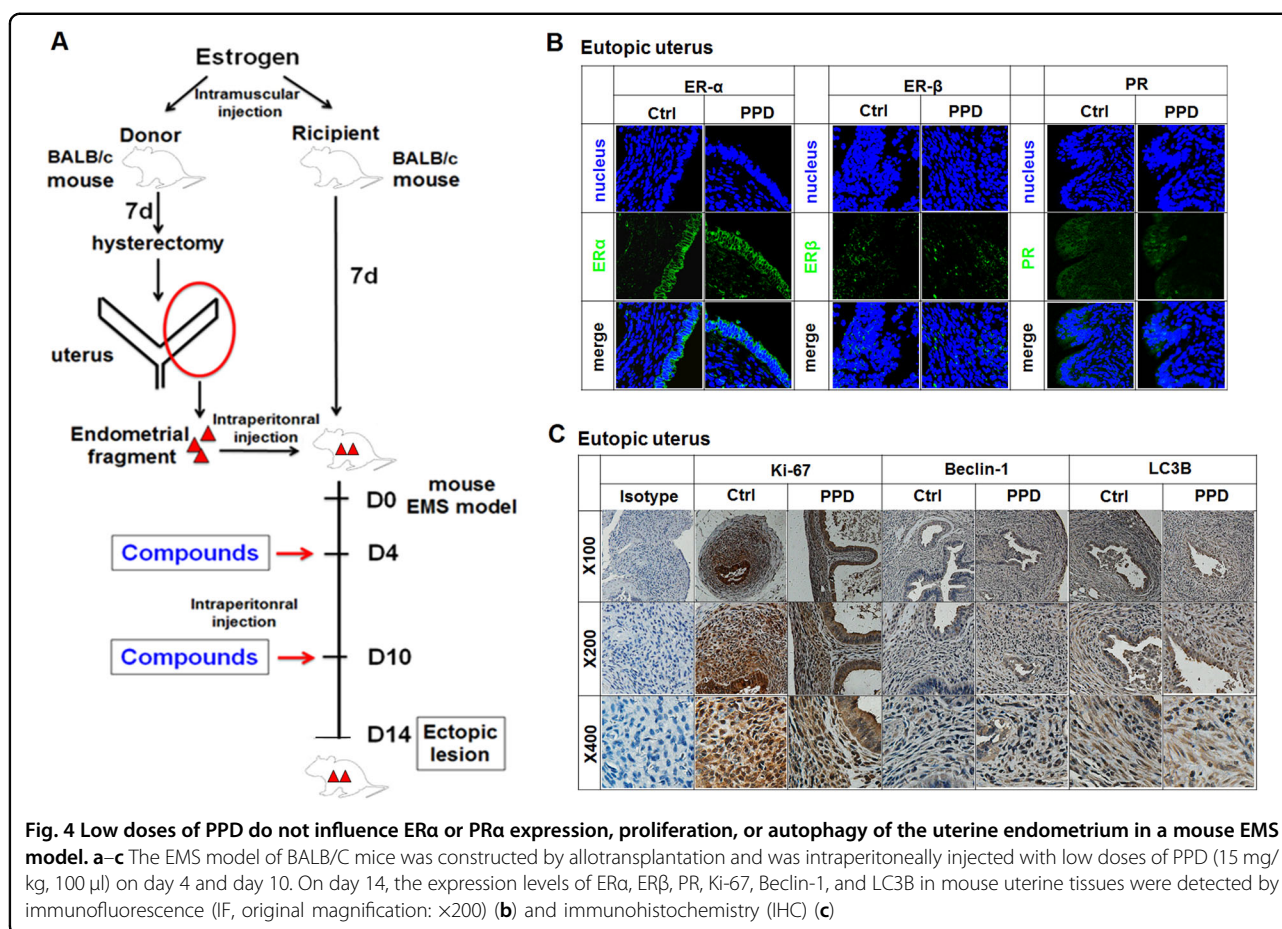 A
Estrogen
Intramuscular
injection
Donor
Ricipient
BALB/c
mouse
BALB/c
mouse
7d
hysterectomy
7d
uterus
Endometrial
fragment
Intraperitonral
injection
D0
mouse
EMS model
Compounds
D4
Intraperitonral
injection
Compounds
D10
D14
Ectopic
lesion
B Eutopic uterus
ER-α ER-β PR
Ctrl PPD Ctrl PPD Ctrl PPD
nucleus nucleus nucleus
ERα ERβ PR
merge merge merge
C Eutopic uterus
Ki-67 Beclin-1 LC3B
Isotype Ctrl PPD Ctrl PPD Ctrl PPD
X100
X200
X400
Fig. 4 Low doses of PPD do not influence ERα or PRα expression, proliferation, or autophagy of the uterine endometrium in a mouse EMS
model. a–c The EMS model of BALB/C mice was constructed by allotransplantation and was intraperitoneally injected with low doses of PPD (15 mg/
kg, 100 µl) on day 4 and day 10. On day 14, the expression levels of ERα, ERβ, PR, Ki-67, Beclin-1, and LC3B in mouse uterine tissues were detected by
immunofluorescence (IF, original magnification: ×200) (b) and immunohistochemistry (IHC) (c)